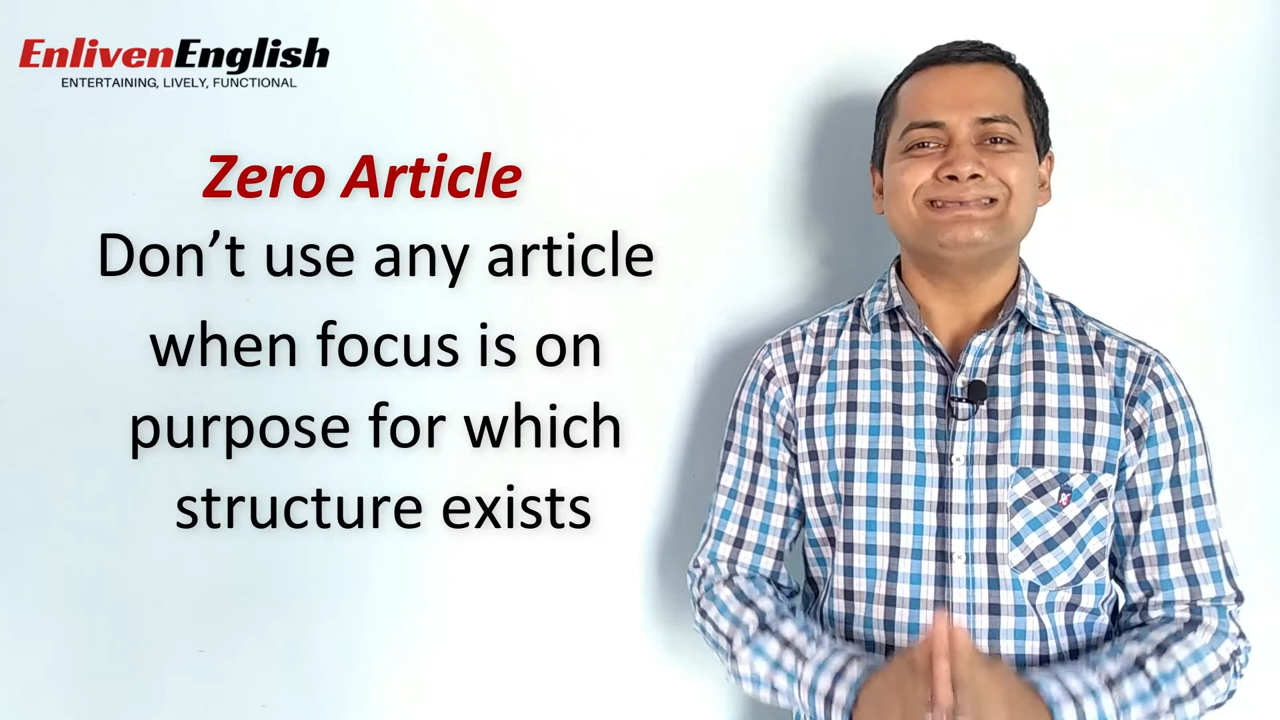 EnlivenEnglish
ENTERTAINING, LIVELY, FUNCTIONAL
Zero Article
Don’t use any article
when focus is on
purpose for which
structure exists